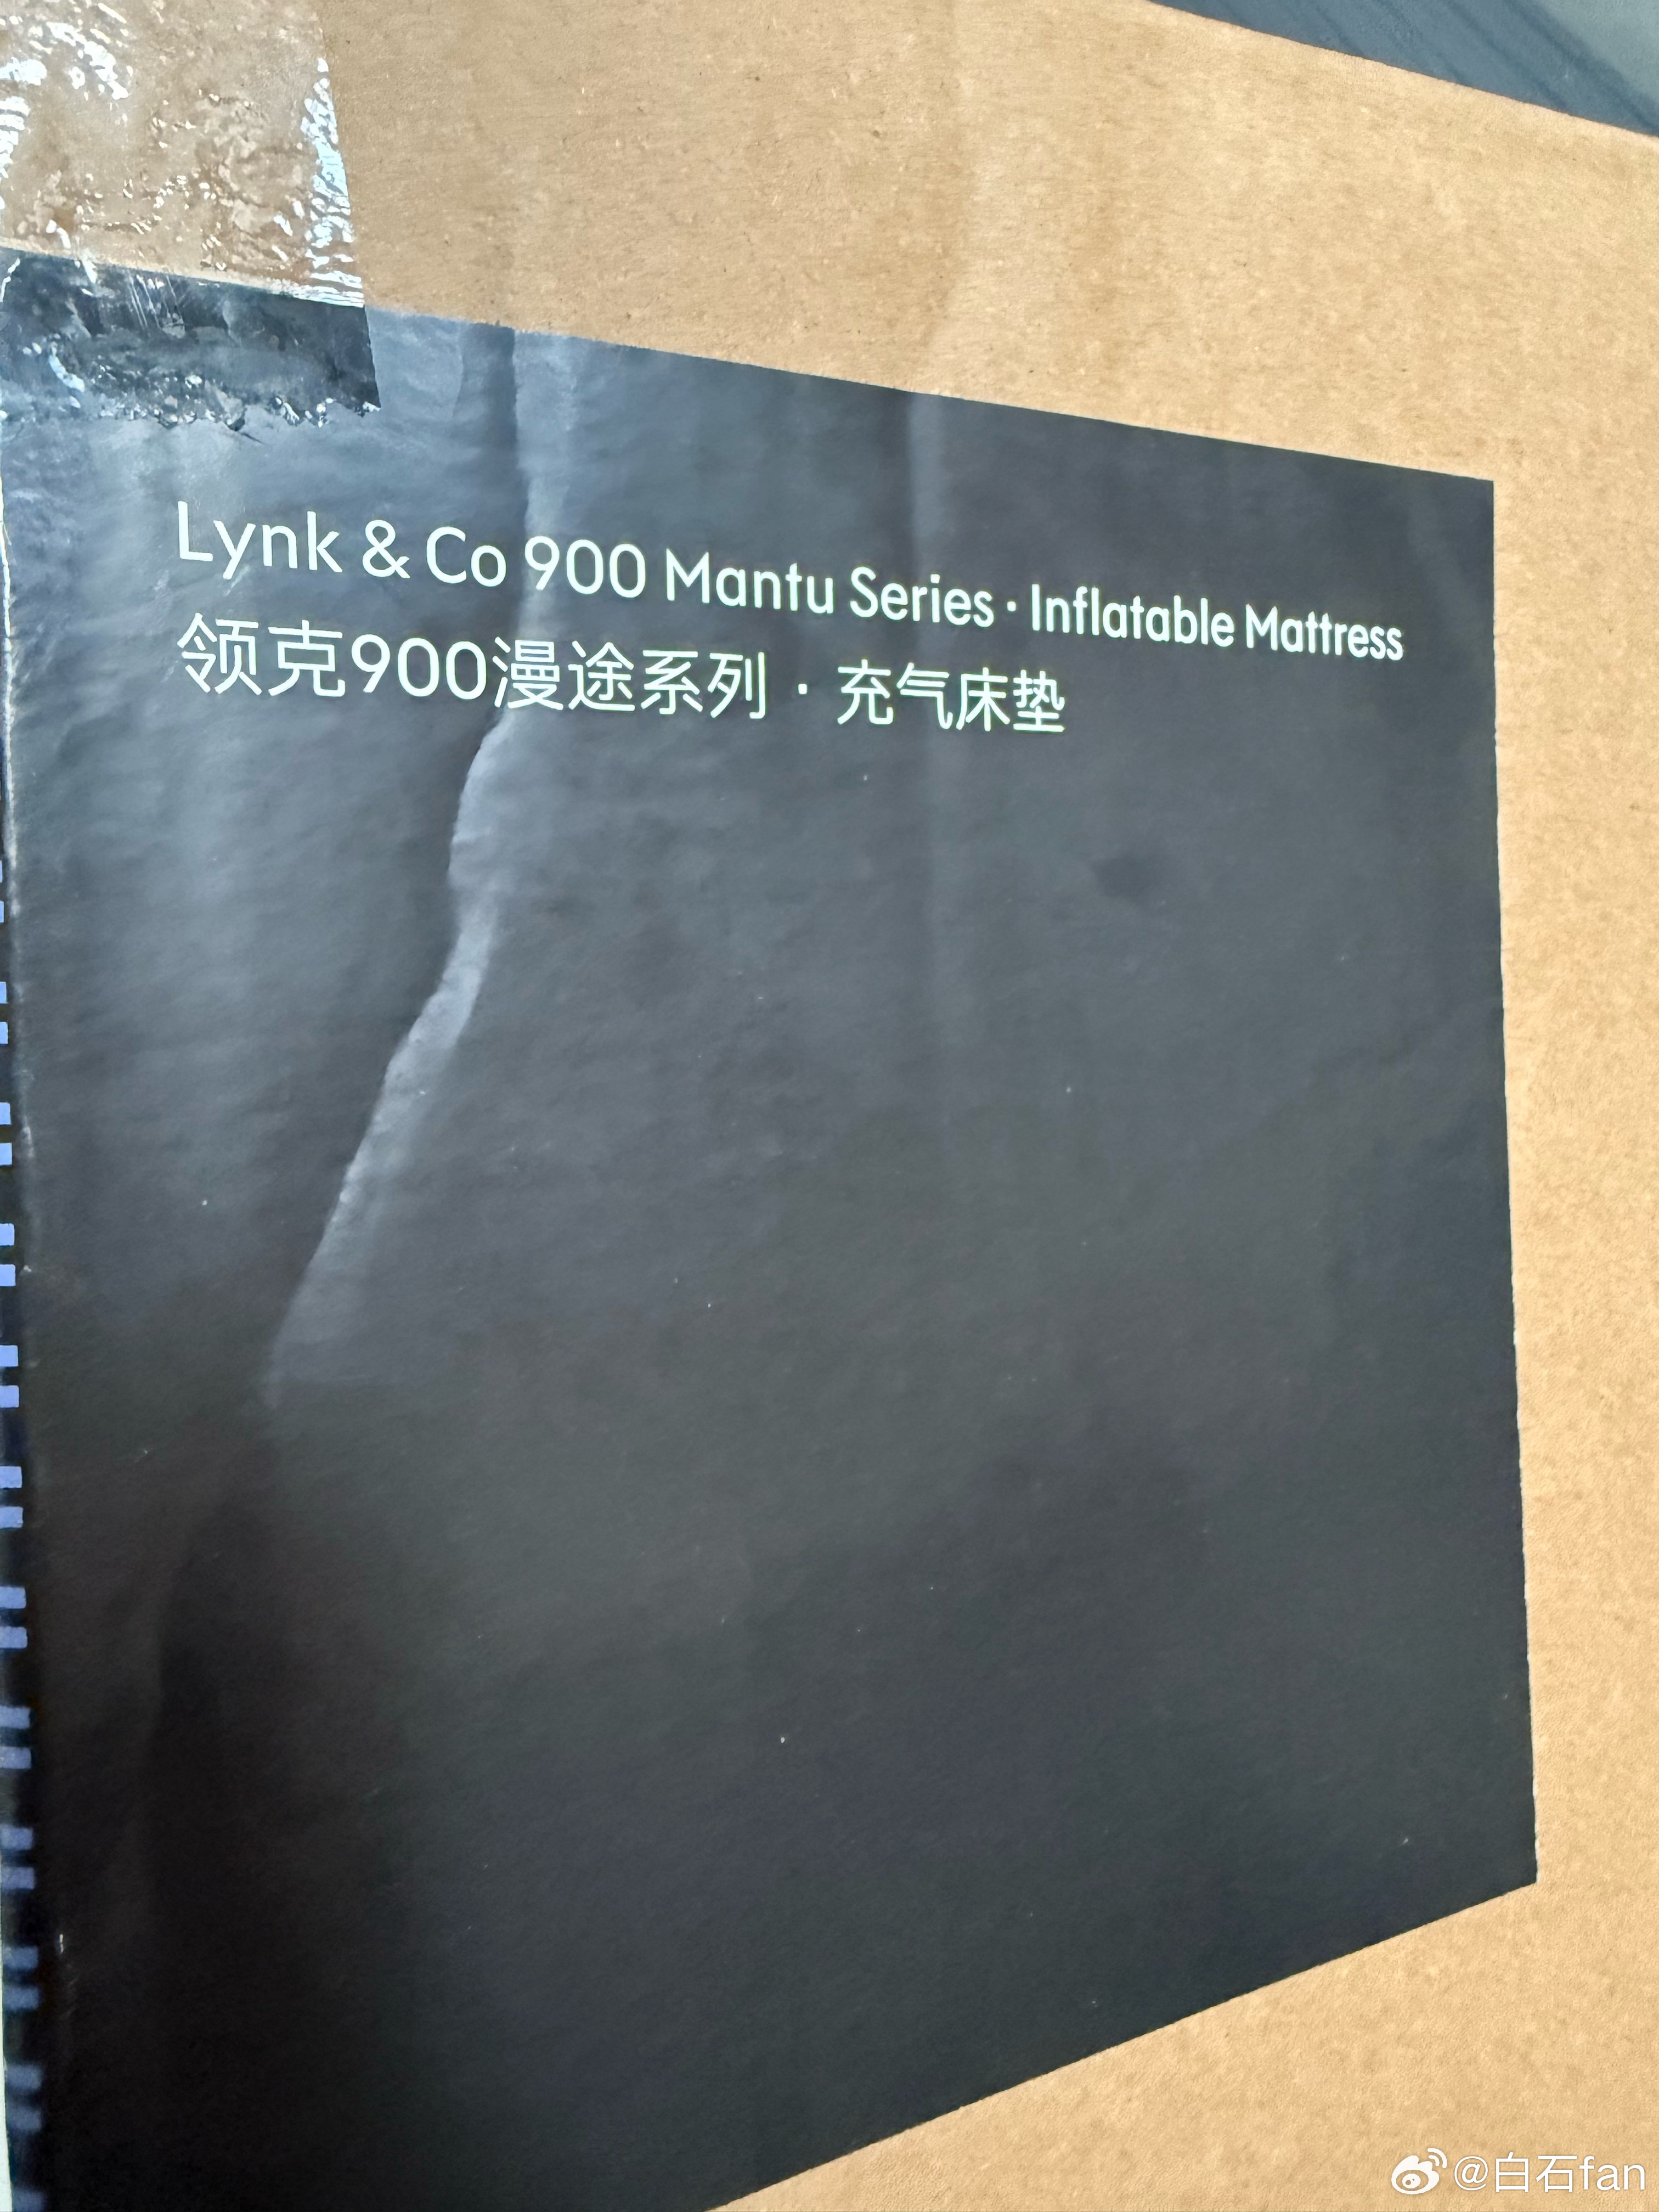 Lynk & Co 900 Mantu Series · Inflatable Mattress
领克900漫途系列 · 充气床垫
@白石fan